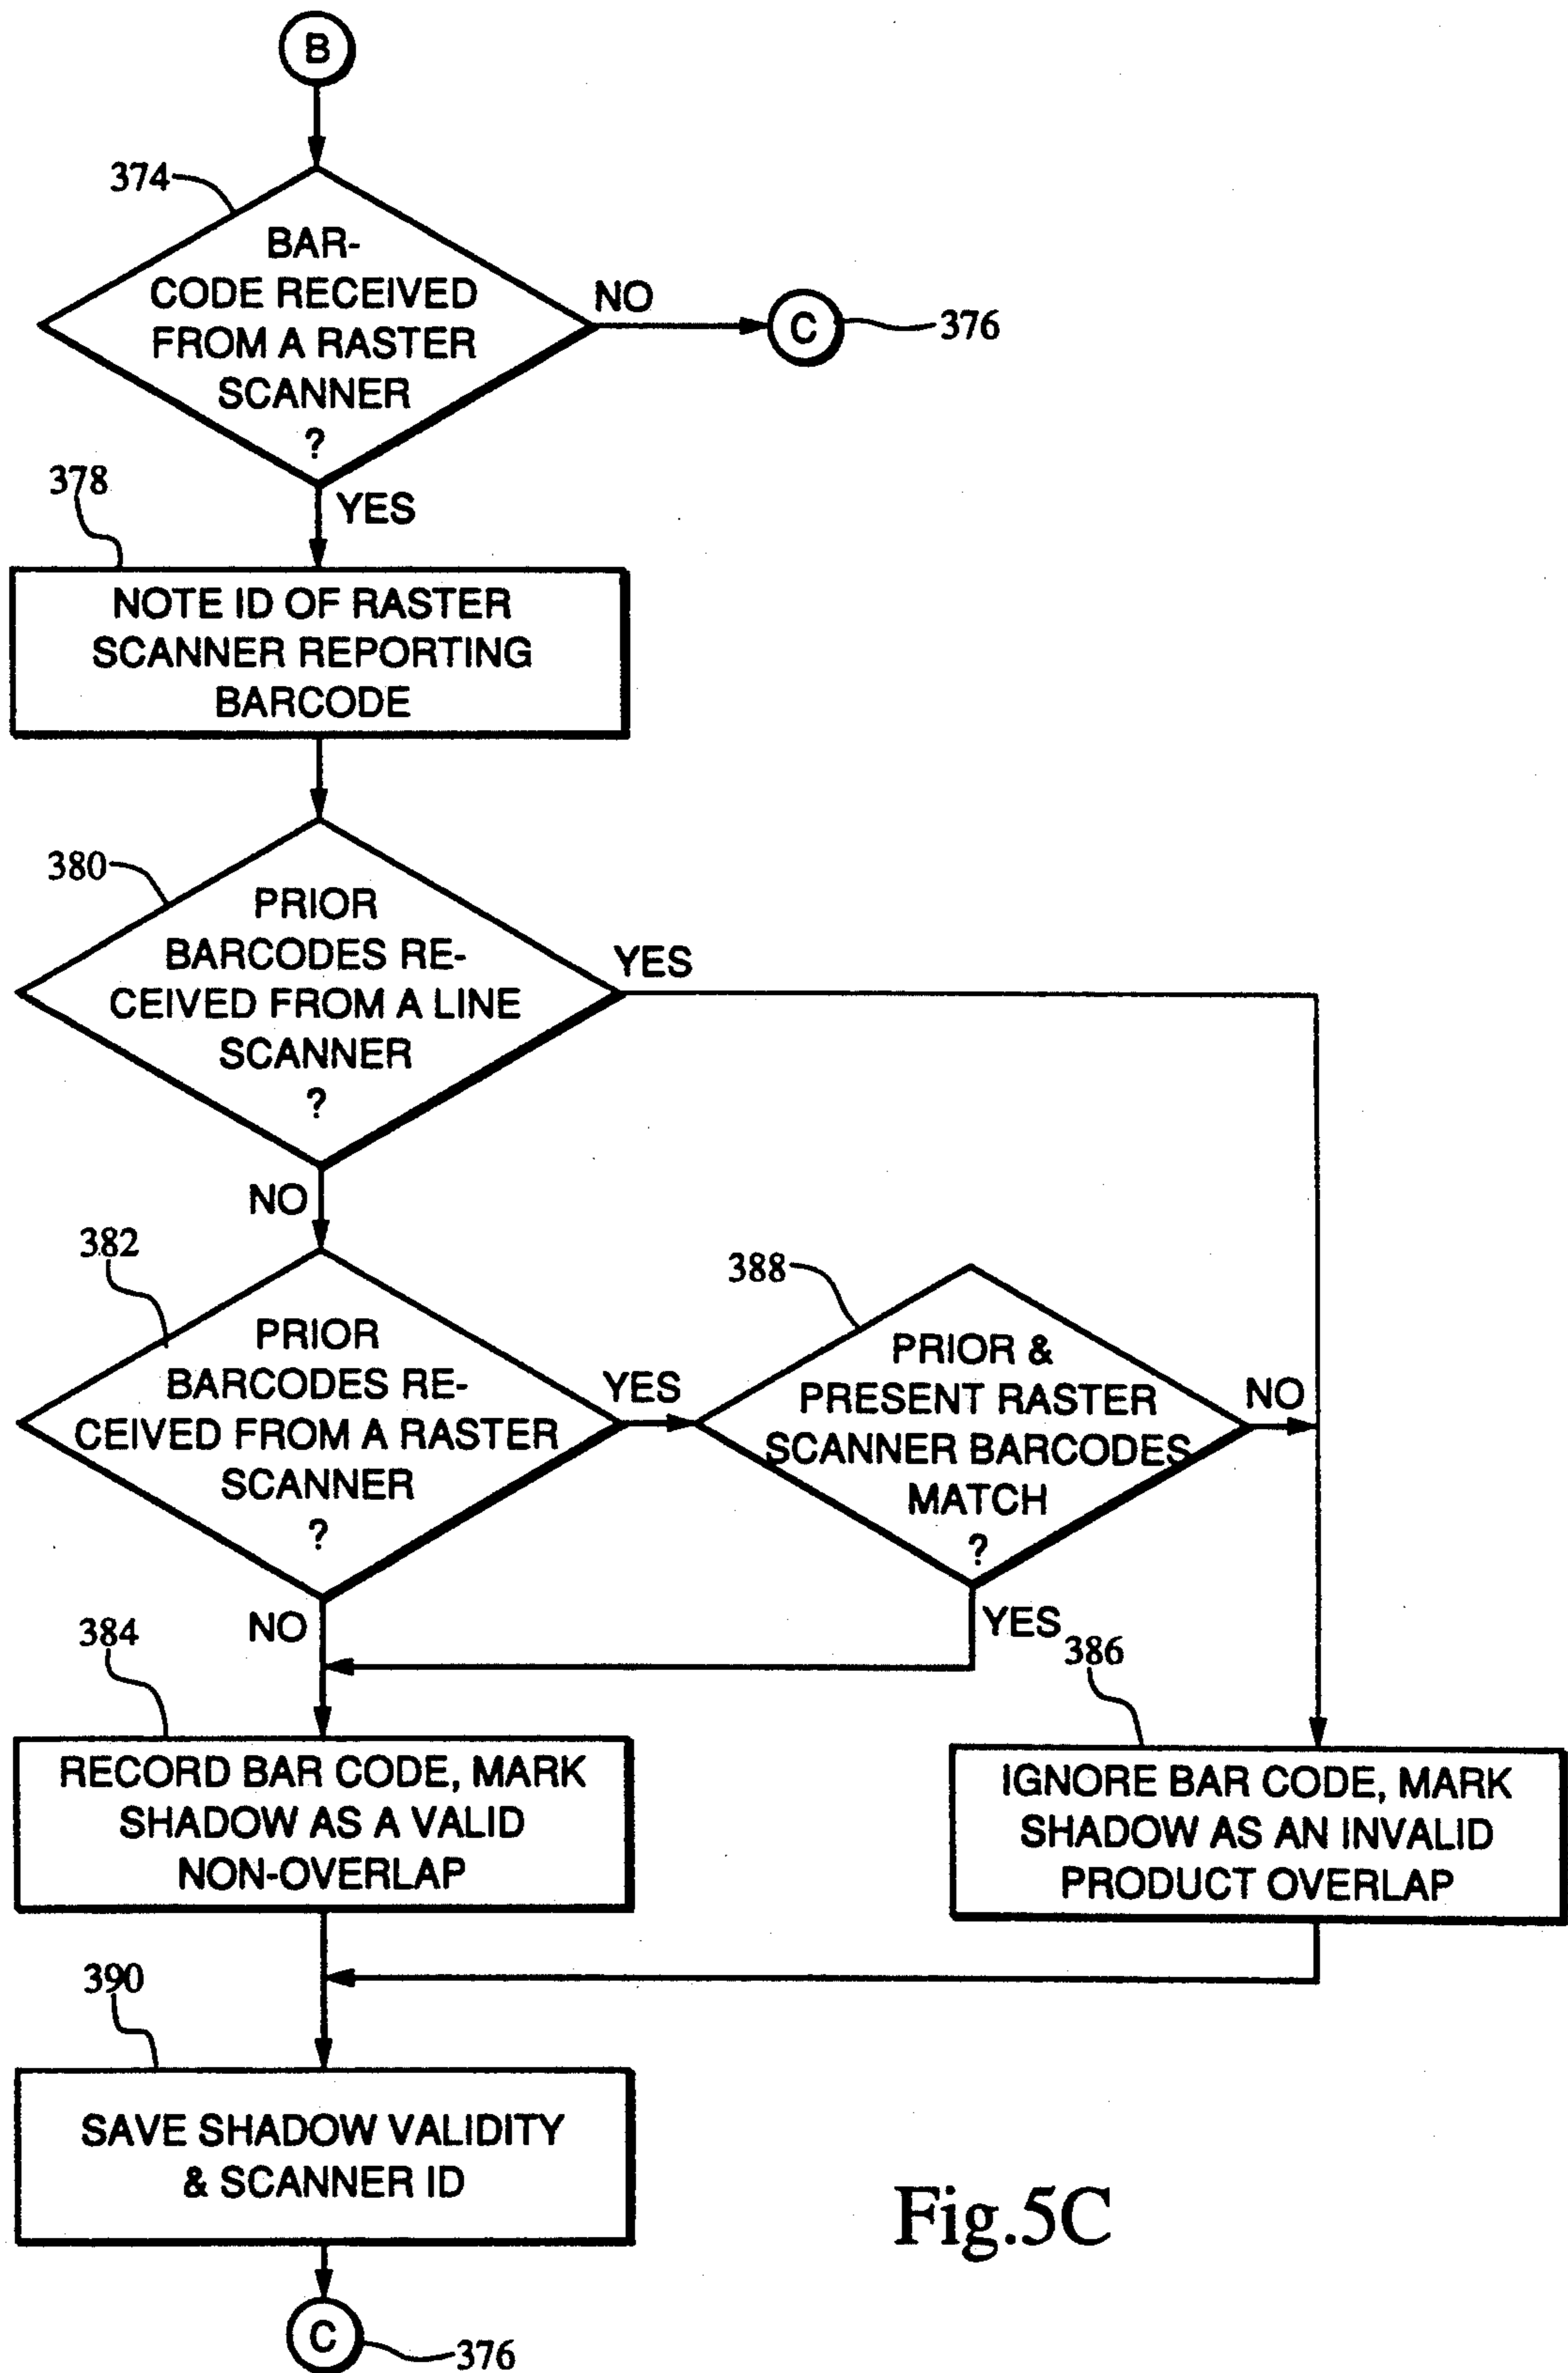 B
374
BAR-
CODE RECEIVED
FROM A RASTER
SCANNER
?
NO
C
376
YES
378
NOTE ID OF RASTER
SCANNER REPORTING
BARCODE
380
PRIOR
BARCODES RE-
CEIVED FROM A LINE
SCANNER
?
YES
NO
382
PRIOR
BARCODES RE-
CEIVED FROM A RASTER
SCANNER
?
YES
388
PRIOR &
PRESENT RASTER
SCANNER BARCODES
MATCH
?
NO
YES
NO
384
RECORD BAR CODE, MARK
SHADOW AS A VALID
NON-OVERLAP
386
IGNORE BAR CODE, MARK
SHADOW AS AN INVALID
PRODUCT OVERLAP
390
SAVE SHADOW VALIDITY
& SCANNER ID
Fig.5C
C
376